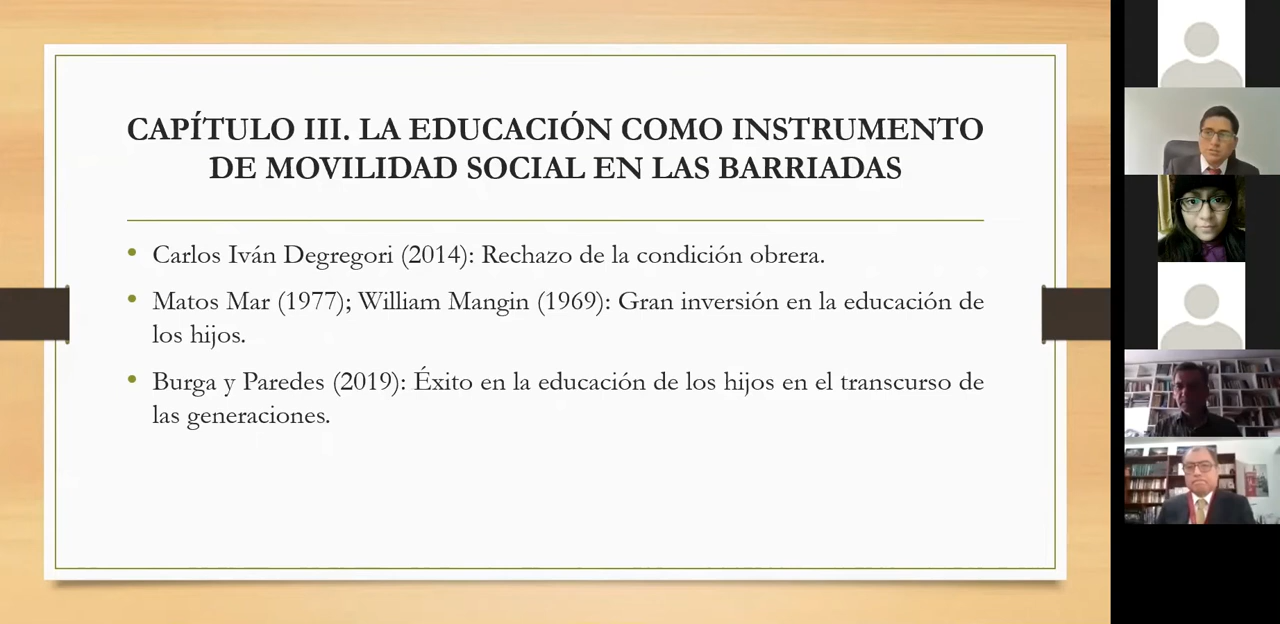 CAPÍTULO III. LA EDUCACIÓN COMO INSTRUMENTO
DE MOVILIDAD SOCIAL EN LAS BARRIADAS
• Carlos Iván Degregori (2014): Rechazo de la condición obrera.
• Matos Mar (1977); William Mangin (1969): Gran inversión en la educación de
los hijos.
• Burga y Paredes (2019): Éxito en la educación de los hijos en el transcurso de
las generaciones.